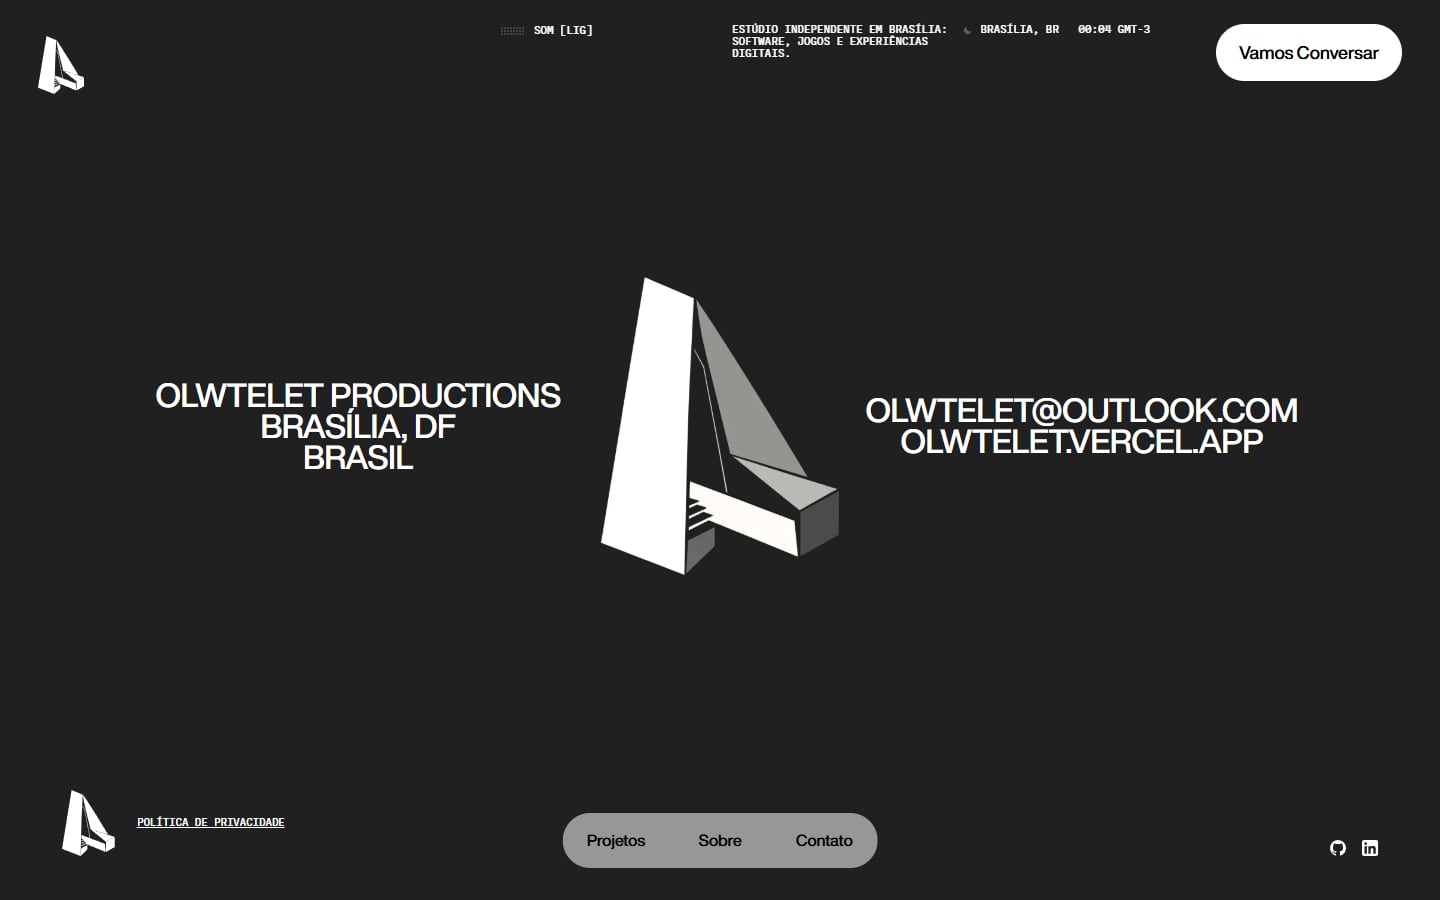 SOM [LIG]
ESTÚDIO INDEPENDENTE EM BRASÍLIA:
SOFTWARE, JOGOS E EXPERIÊNCIAS
DIGITAIS.
BRASÍLIA, BR 00:04 GMT-3
Vamos Conversar
OLWTELET PRODUCTIONS
BRASÍLIA, DF
BRASIL
OLWTELET@OUTLOOK.COM
OLWTELET.VERCEL.APP
POLÍTICA DE PRIVACIDADE
Projetos Sobre Contato